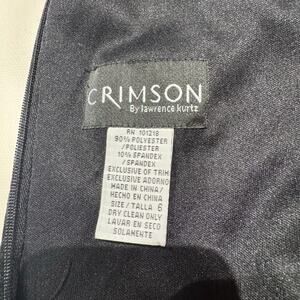 CRIMSON
By lawrence kurtz
RN 101218
90% POLYESTER
/POLIESTER
10% SPANDEX
/SPANDEX
EXCLUSIVE OF TRIM
EXCLUSIVE ADORNO
MADE IN CHINA/
HECHO EN CHINA
SIZE/TALLA 6
DRY CLEAN ONLY
LAVAR EN SECO
SOLAMENTE